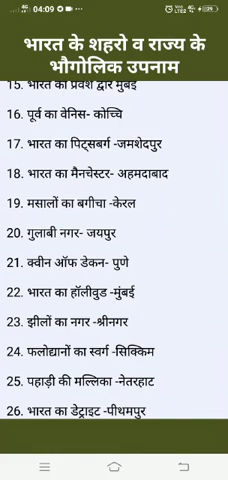 04:09
भारत के शहरो व राज्य के
भौगोलिक उपनाम
15. भारत का प्रवेश द्वार मुंबई
16. पूर्व का वेनिस- कोच्चि
17. भारत का पिट्सबर्ग -जमशेदपुर
18. भारत का मैनचेस्टर- अहमदाबाद
19. मसालों का बगीचा -केरल
20. गुलाबी नगर- जयपुर
21. क्वीन ऑफ डेकन- पुणे
22. भारत का हॉलीवुड -मुंबई
23. झीलों का नगर -श्रीनगर
24. फलोद्यानों का स्वर्ग -सिक्किम
25. पहाड़ी की मल्लिका -नेतरहाट
26. भारत का डेट्राइट -पीथमपुर